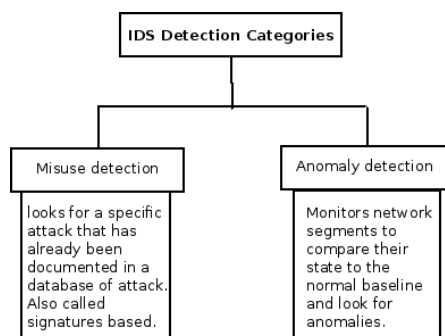 IDS Detection Categories
Misuse detection
looks for a specific
attack that has
already been
documented in a
database of attack.
Also called
signatures based.
Anomaly detection
Monitors network
segments to
compare their
state to the
normal baseline
and look for
anomalies.